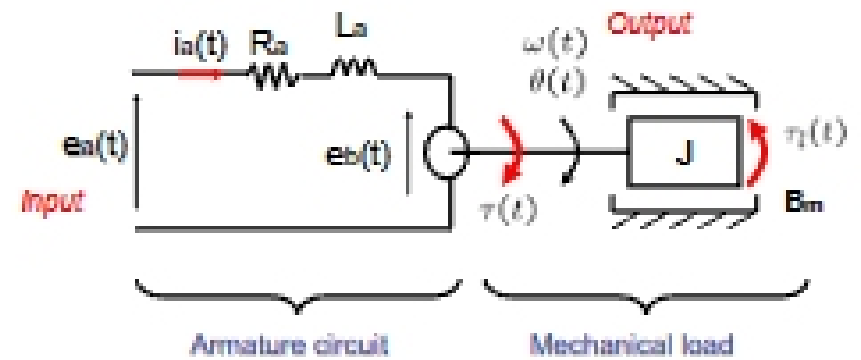 ia(t)
Ra
La
ω(t)
Output
θ(t)
ea(t)
eb(t)
J
τl(t)
Input
τ(t)
Bm
Armature circuit
Mechanical load